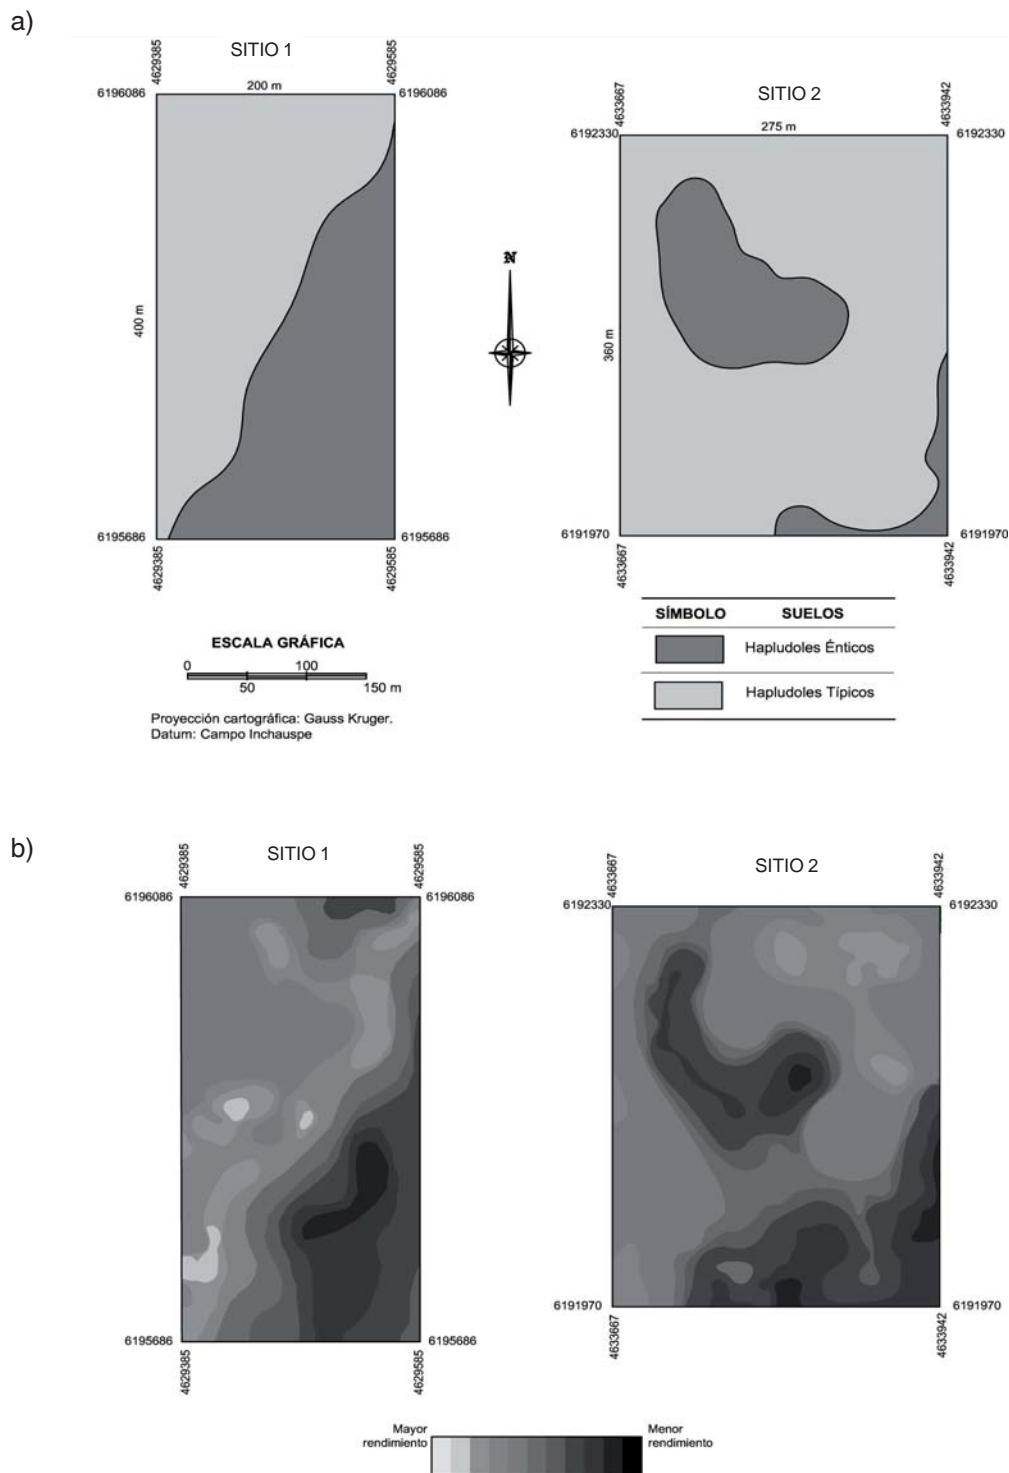 a)
SITIO 1
4629385
4629585
6196086
200 m
6196086
400 m
6195686
6195686
4629385
4629585
N
SITIO 2
4633667
4633942
6192330
275 m
6192330
360 m
6191970
6191970
4633667
4633942
ESCALA GRÁFICA
0 100
50 150 m
Proyección cartográfica: Gauss Kruger.
Datum: Campo Inchauspe
SÍMBOLO SUELOS
Hapludoles Énticos
Hapludoles Típicos
b)
SITIO 1
4629385
4629585
6196086
6196086
6195686
6195686
4629385
4629585
SITIO 2
4633667
4633942
6192330
6192330
6191970
6191970
4633667
4633942
Mayor
rendimiento
Menor
rendimiento